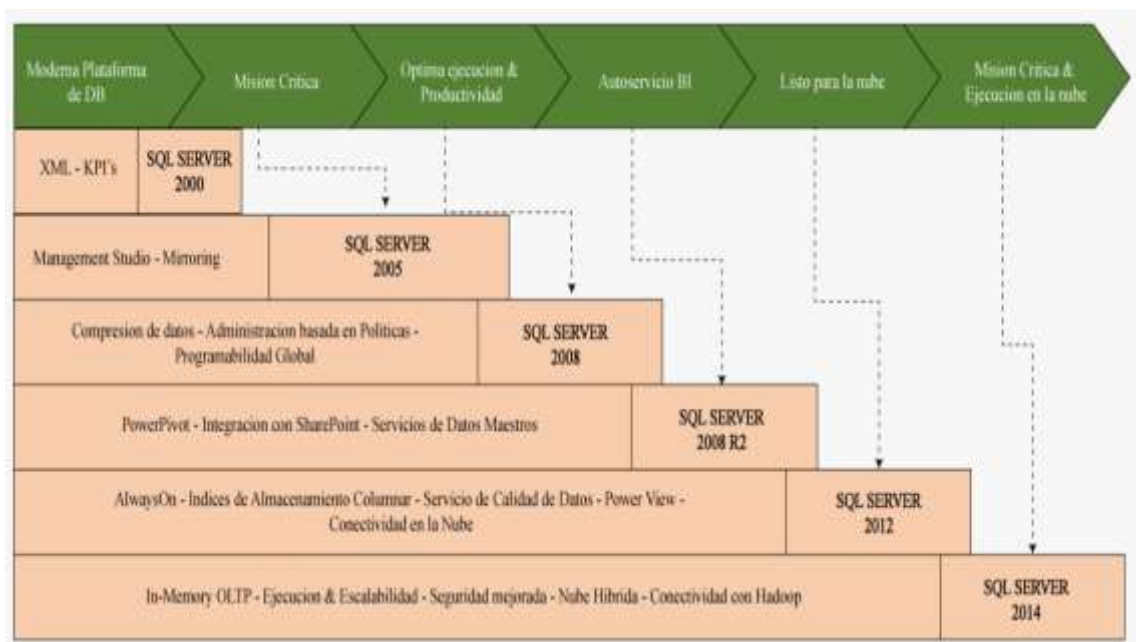 Moderna Plataforma
de DB
Mision Critica
Optima ejecucion &
Productividad
Autoservicio BI
Listo para la nube
Mision Critica &
Ejecucion en la nube
XML - KPI's
SQL SERVER
2000
Management Studio - Mirroring
SQL SERVER
2005
Compresion de datos - Administracion basada en Politicas -
Programabilidad Global
SQL SERVER
2008
PowerPivot - Integracion con SharePoint - Servicios de Datos Maestros
SQL SERVER
2008 R2
AlwaysOn - Indices de Almacenamiento Columnar - Servicio de Calidad de Datos - Power View -
Conectividad en la Nube
SQL SERVER
2012
In-Memory OLTP - Ejecucion & Escalabilidad - Seguridad mejorada - Nube Hibrida - Conectividad con Hadoop
SQL SERVER
2014